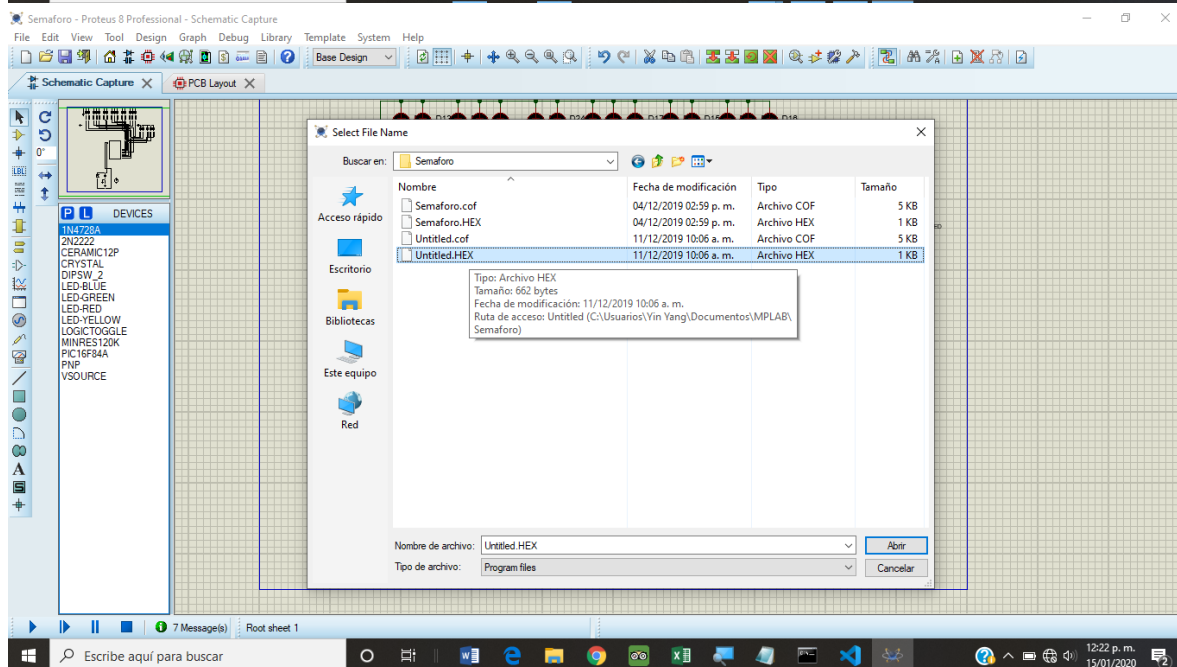 Semaforo - Proteus 8 Professional - Schematic Capture
File Edit View Tool Design Graph Debug Library Template System Help
Base Design
Schematic Capture
PCB Layout
0°
LBL
P L DEVICES
1N4728A
2N2222
CERAMIC12P
CRYSTAL
DIPSW_2
LED-BLUE
LED-GREEN
LED-RED
LED-YELLOW
LOGICTOGGLE
MINRES120K
PIC16F84A
PNP
VSOURCE
A
S
Select File Name
Buscar en: Semaforo
Acceso rápido
Escritorio
Bibliotecas
Este equipo
Red
Nombre Fecha de modificación Tipo Tamaño
Semaforo.cof 04/12/2019 02:59 p. m. Archivo COF 5 KB
Semaforo.HEX 04/12/2019 02:59 p. m. Archivo HEX 1 KB
Untitled.cof 11/12/2019 10:06 a. m. Archivo COF 5 KB
Untitled.HEX 11/12/2019 10:06 a. m. Archivo HEX 1 KB
Tipo: Archivo HEX
Tamaño: 662 bytes
Fecha de modificación: 11/12/2019 10:06 a. m.
Ruta de acceso: Untitled (C:\Usuarios\Yin Yang\Documentos\MPLAB\
Semaforo)
Nombre de archivo: Untitled.HEX Abrir
Tipo de archivo: Program files Cancelar
7 Message(s) Root sheet 1
Escribe aquí para buscar
12:22 p. m.
15/01/2020
2